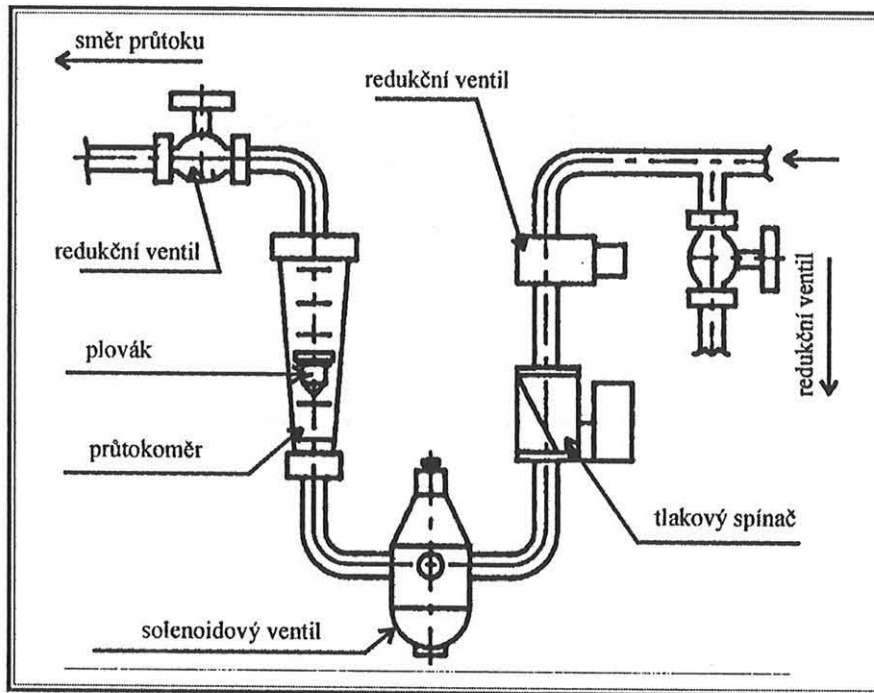 směr průtoku
redukční ventil
redukční ventil
redukční ventil
plovák
průtokoměr
tlakový spínač
solenoidový ventil